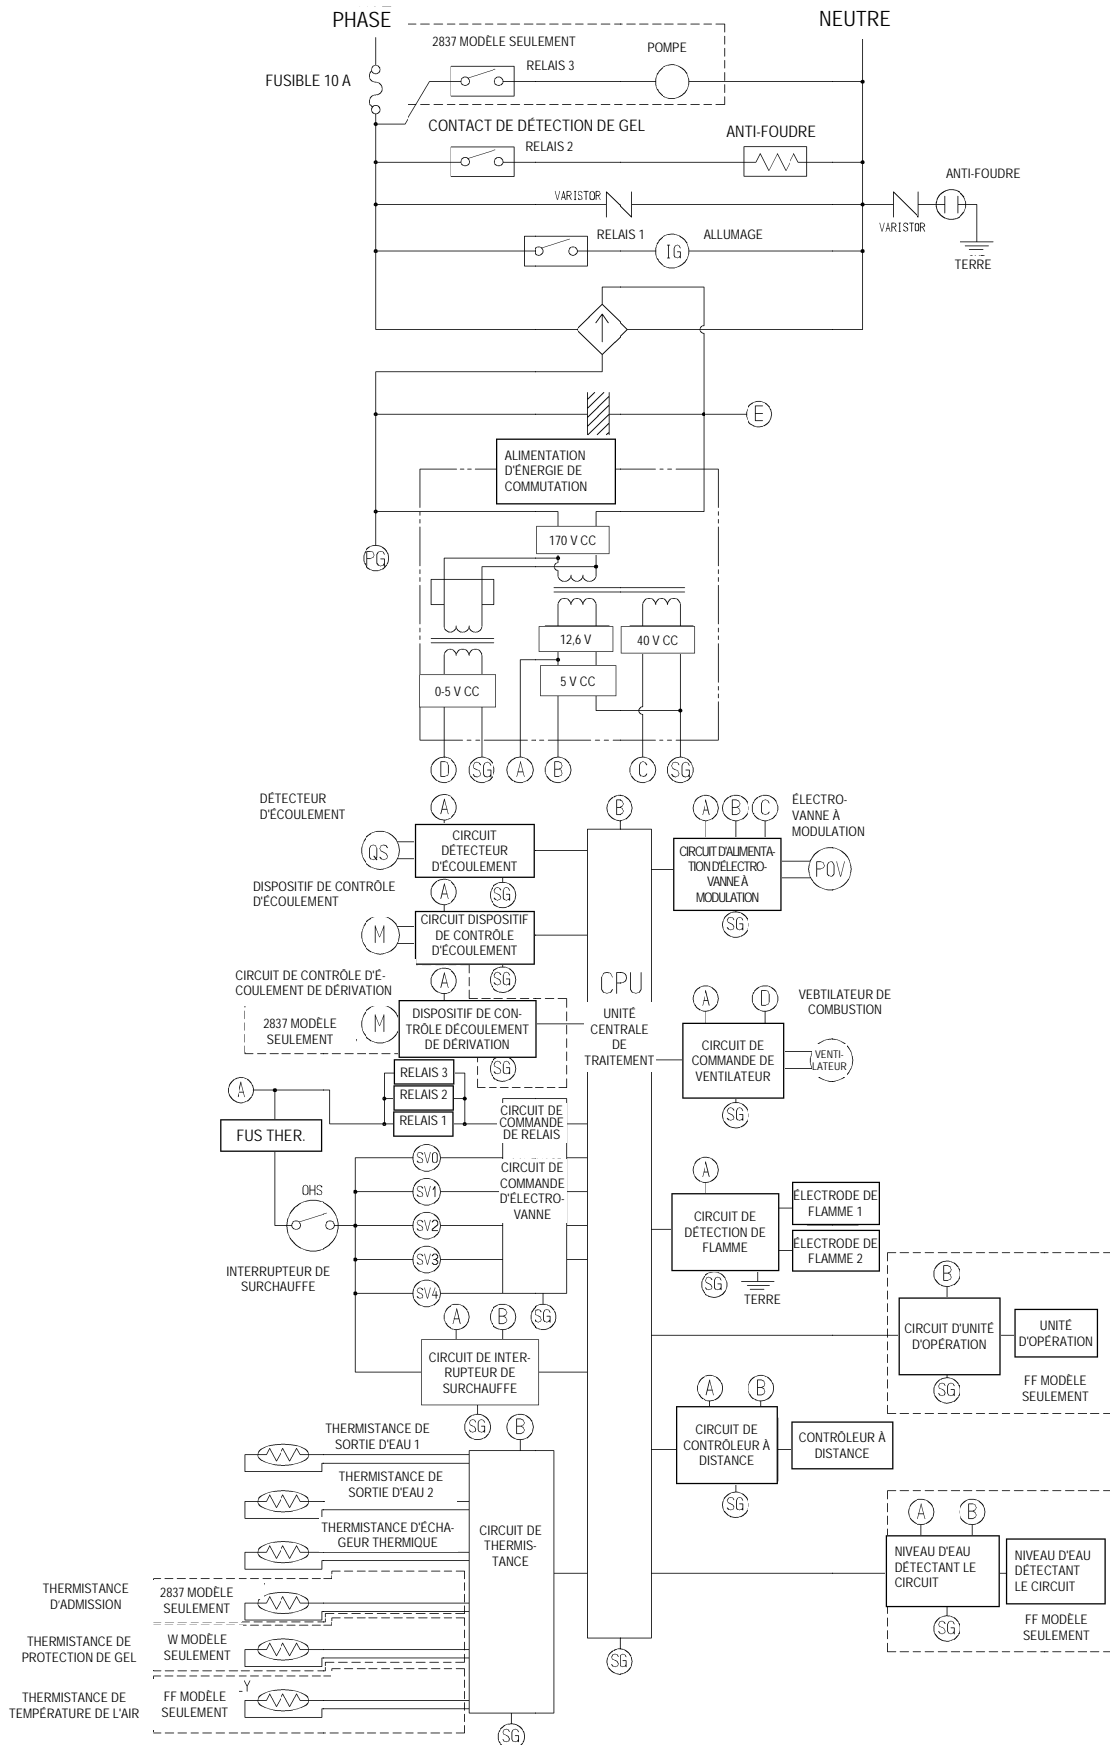 PHASE
NEUTRE
2837 MODÈLE SEULEMENT
POMPE
RELAIS 3
FUSIBLE 10 A
CONTACT DE DÉTECTION DE GEL
ANTI-FOUDRE
RELAIS 2
ANTI-FOUDRE
VARISTOR
VARISTOR
RELAIS 1
ALLUMAGE
IG
TERRE
E
ALIMENTATION
D'ÉNERGIE DE
COMMUTATION
170 V CC
PG
12,6 V
40 V CC
0-5 V CC
5 V CC
D
SG
A
B
C
SG
DÉTECTEUR
D'ÉCOULEMENT
A
QS
CIRCUIT
DÉTECTEUR
D'ÉCOULEMENT
SG
B
A
B
C
ÉLECTRO-
VANNE À
MODULATION
CIRCUIT D'ALIMENTA-
TION D'ÉLECTRO-
VANNE À
MODULATION
POV
SG
DISPOSITIF DE CONTRÔLE
D'ÉCOULEMENT
A
M
CIRCUIT DISPOSITIF
DE CONTRÔLE
D'ÉCOULEMENT
SG
CIRCUIT DE CONTRÔLE D'É-
COULEMENT DE DÉRIVATION
A
2837 MODÈLE
SEULEMENT
M
DISPOSITIF DE CON-
TRÔLE DÉCOULEMENT
DE DÉRIVATION
SG
CPU
UNITÉ
CENTRALE
DE
TRAITEMENT
A
D
VEBTILATEUR DE
COMBUSTION
CIRCUIT DE
COMMANDE DE
VENTILATEUR
VENTI-
LATEUR
SG
A
RELAIS 3
RELAIS 2
RELAIS 1
FUS THER.
CIRCUIT DE
COMMANDE
DE RELAIS
OHS
INTERRUPTEUR DE
SURCHAUFFE
SV0
SV1
SV2
SV3
SV4
CIRCUIT DE
COMMANDE
D'ÉLECTRO-
VANNE
SG
A
CIRCUIT DE
DÉTECTION DE
FLAMME
ÉLECTRODE DE
FLAMME 1
ÉLECTRODE DE
FLAMME 2
SG
TERRE
A
B
CIRCUIT DE INTER-
RUPTEUR DE
SURCHAUFFE
SG
B
CIRCUIT D'UNITÉ
D'OPÉRATION
UNITÉ
D'OPÉRATION
SG
FF MODÈLE
SEULEMENT
A
B
CIRCUIT DE
CONTRÔLEUR À
DISTANCE
CONTRÔLEUR À
DISTANCE
SG
B
THERMISTANCE DE
SORTIE D'EAU 1
THERMISTANCE DE
SORTIE D'EAU 2
THERMISTANCE D'ÉCHA-
GEUR THERMIQUE
CIRCUIT DE
THERMIS-
TANCE
THERMISTANCE
D'ADMISSION
2837 MODÈLE
SEULEMENT
THERMISTANCE DE
PROTECTION DE GEL
W MODÈLE
SEULEMENT
THERMISTANCE DE
TEMPÉRATURE DE L'AIR
FF MODÈLE
SEULEMENT
Y
SG
SG
A
B
NIVEAU D'EAU
DÉTECTANT LE
CIRCUIT
NIVEAU D'EAU
DÉTECTANT
LE CIRCUIT
SG
FF MODÈLE
SEULEMENT